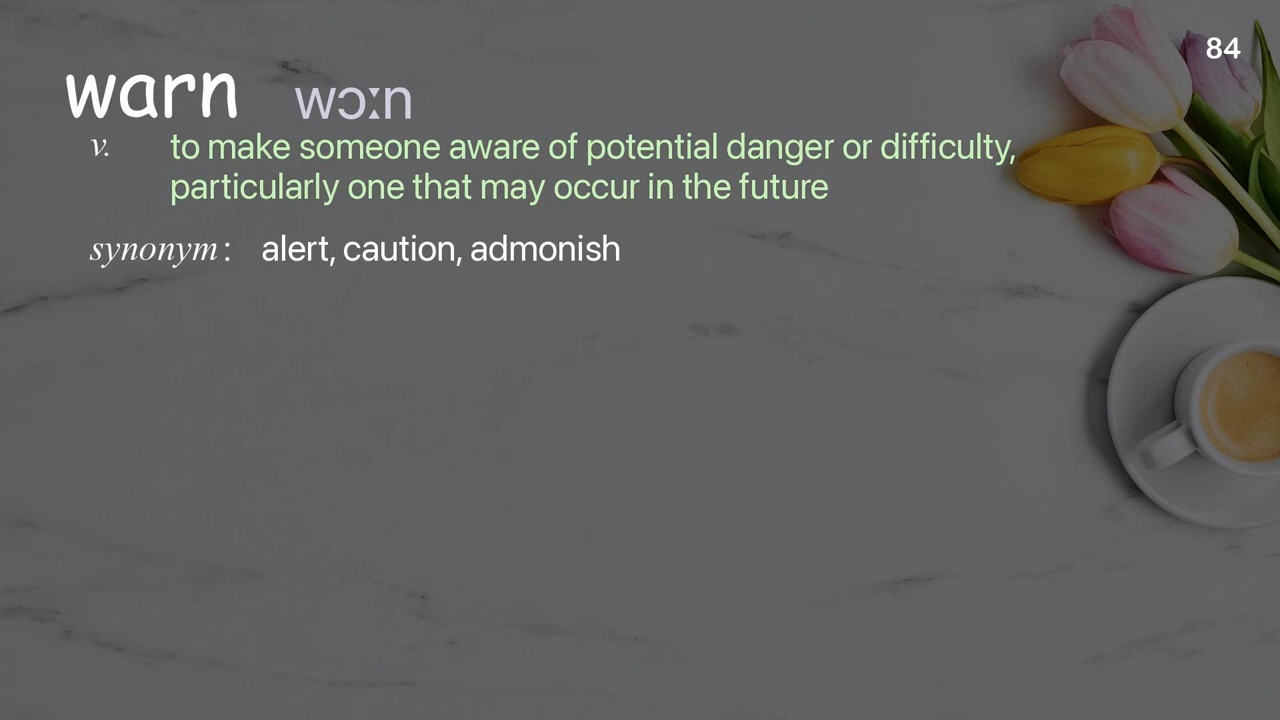 84
warn wɔːn
v. to make someone aware of potential danger or difficulty,
particularly one that may occur in the future
synonym : alert, caution, admonish